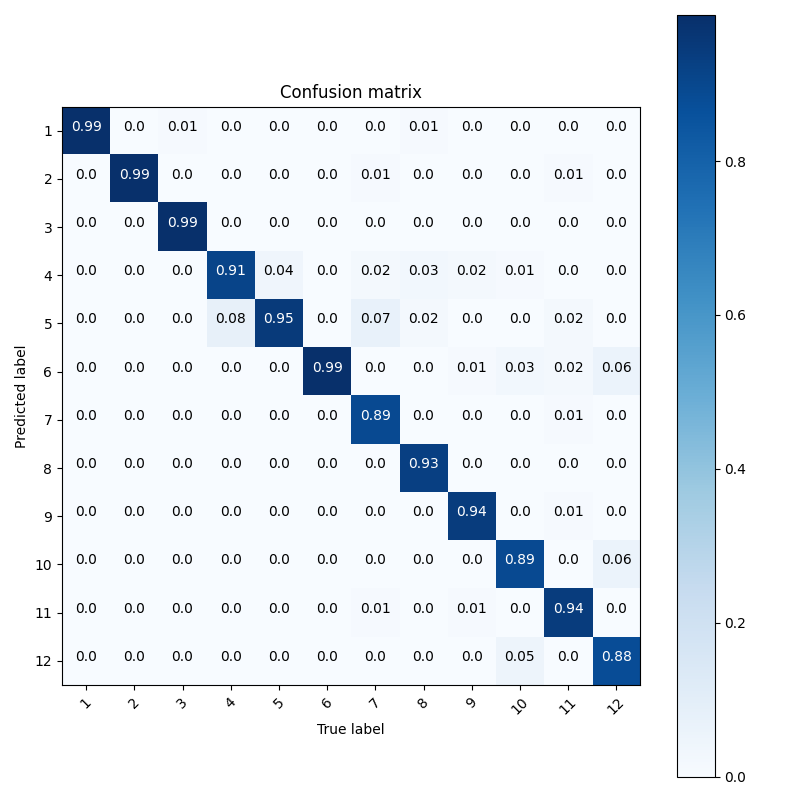 Confusion matrix
Predicted label
1 0.99 0.0 0.01 0.0 0.0 0.0 0.0 0.01 0.0 0.0 0.0 0.0
2 0.0 0.99 0.0 0.0 0.0 0.0 0.01 0.0 0.0 0.0 0.01 0.0
3 0.0 0.0 0.99 0.0 0.0 0.0 0.0 0.0 0.0 0.0 0.0 0.0
4 0.0 0.0 0.0 0.91 0.04 0.0 0.02 0.03 0.02 0.01 0.0 0.0
5 0.0 0.0 0.0 0.08 0.95 0.0 0.07 0.02 0.0 0.0 0.02 0.0
6 0.0 0.0 0.0 0.0 0.0 0.99 0.0 0.0 0.01 0.03 0.02 0.06
7 0.0 0.0 0.0 0.0 0.0 0.0 0.89 0.0 0.0 0.0 0.01 0.0
8 0.0 0.0 0.0 0.0 0.0 0.0 0.0 0.93 0.0 0.0 0.0 0.0
9 0.0 0.0 0.0 0.0 0.0 0.0 0.0 0.0 0.94 0.0 0.01 0.0
10 0.0 0.0 0.0 0.0 0.0 0.0 0.0 0.0 0.0 0.89 0.0 0.06
11 0.0 0.0 0.0 0.0 0.0 0.0 0.01 0.0 0.01 0.0 0.94 0.0
12 0.0 0.0 0.0 0.0 0.0 0.0 0.0 0.0 0.0 0.05 0.0 0.88
1 2 3 4 5 6 7 8 9 10 11 12
True label
0.8
0.6
0.4
0.2
0.0